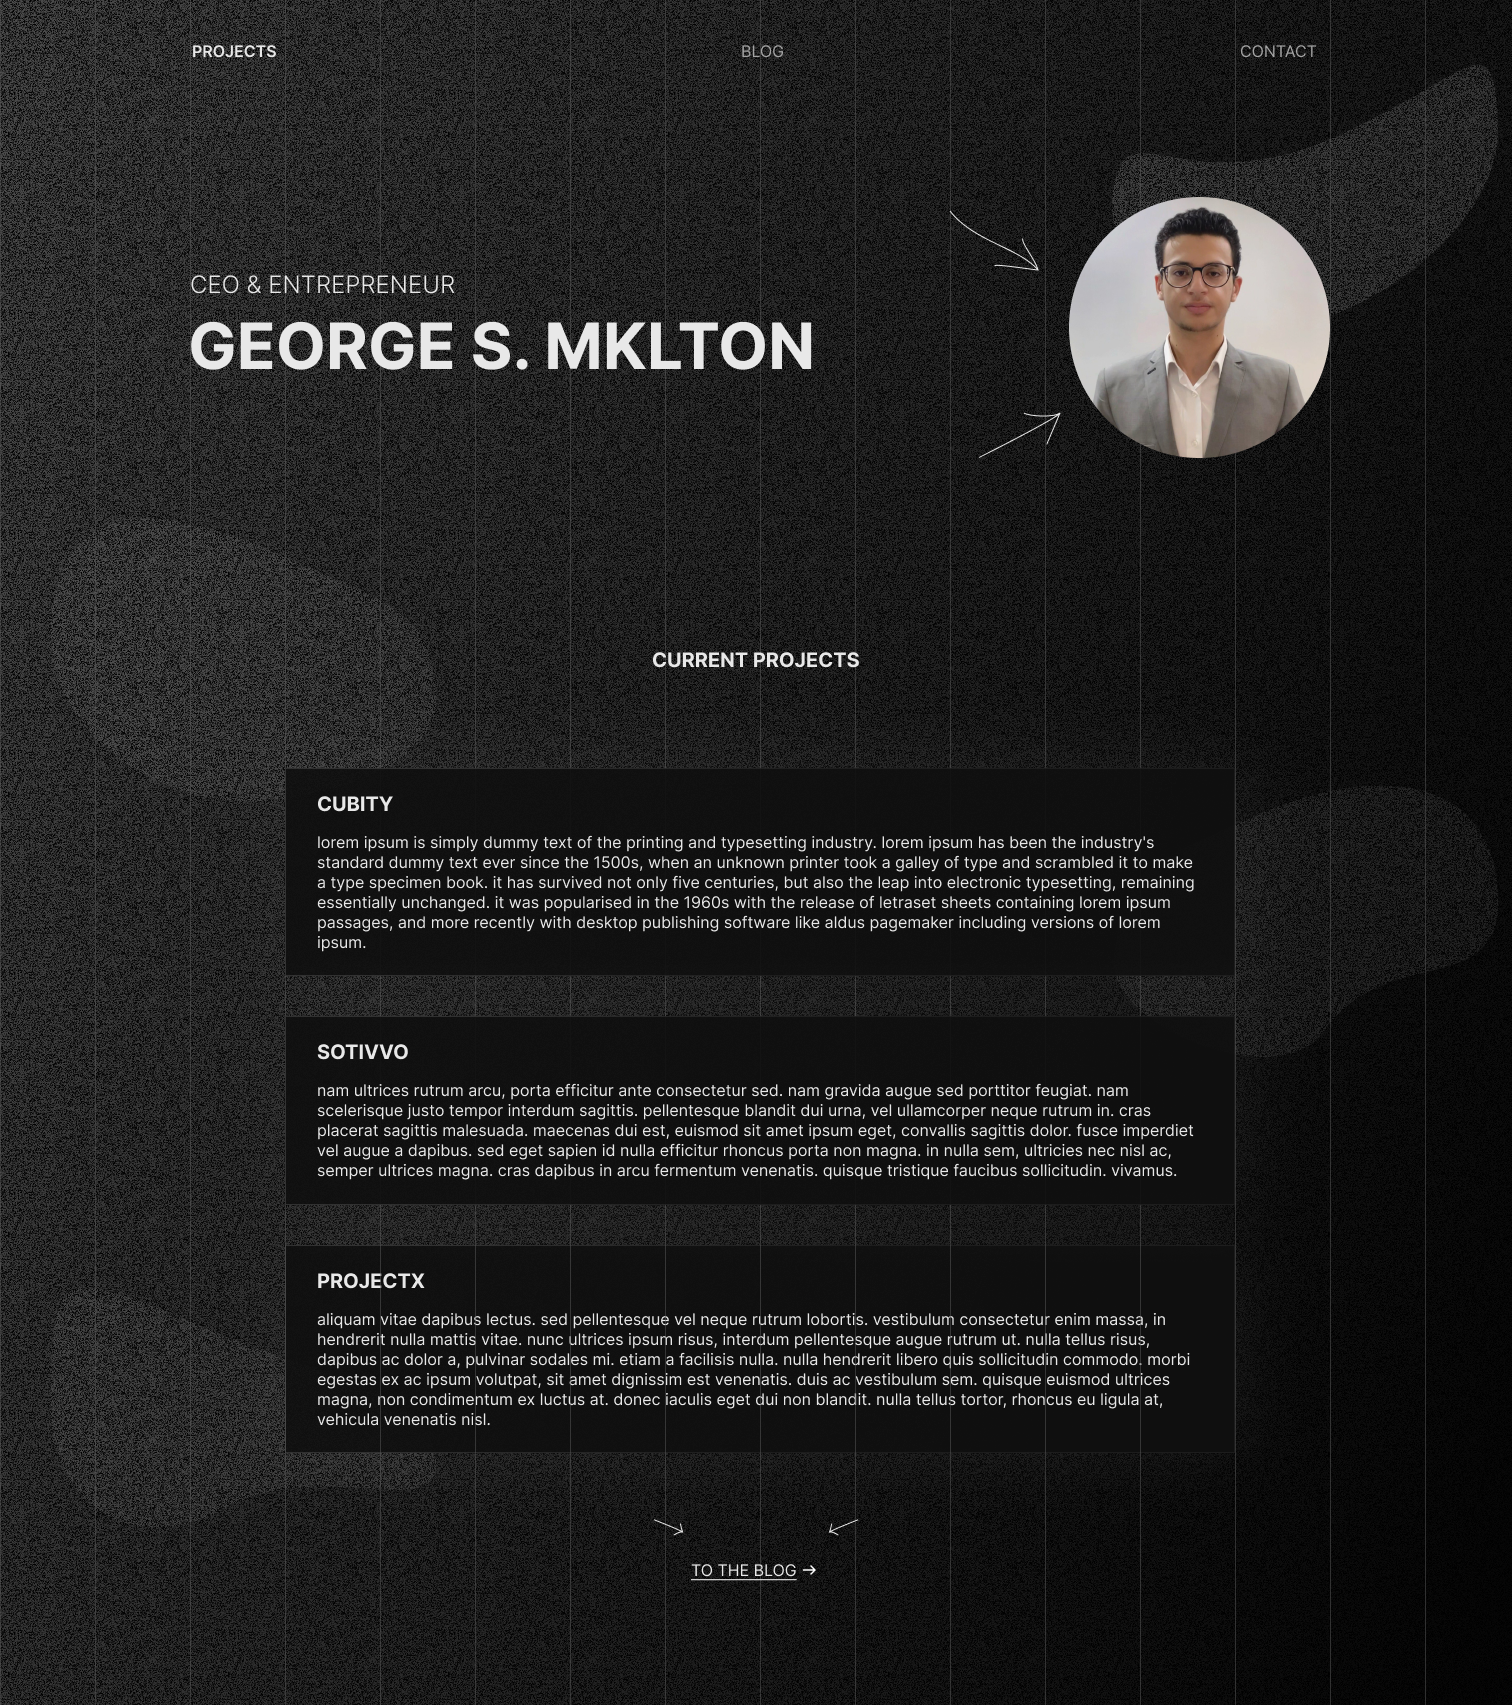 PROJECTS
BLOG
CONTACT
CEO & ENTREPRENEUR
GEORGE S. MKLTON
CURRENT PROJECTS
CUBITY
lorem ipsum is simply dummy text of the printing and typesetting industry. lorem ipsum has been the industry's
standard dummy text ever since the 1500s, when an unknown printer took a galley of type and scrambled it to make
a type specimen book. it has survived not only five centuries, but also the leap into electronic typesetting, remaining
essentially unchanged. it was popularised in the 1960s with the release of letraset sheets containing lorem ipsum
passages, and more recently with desktop publishing software like aldus pagemaker including versions of lorem
ipsum.
SOTIVVO
nam ultrices rutrum arcu, porta efficitur ante consectetur sed. nam gravida augue sed porttitor feugiat. nam
scelerisque justo tempor interdum sagittis. pellentesque blandit dui urna, vel ullamcorper neque rutrum in. cras
placerat sagittis malesuada. maecenas dui est, euismod sit amet ipsum eget, convallis sagittis dolor. fusce imperdiet
vel augue a dapibus. sed eget sapien id nulla efficitur rhoncus porta non magna. in nulla sem, ultricies nec nisl ac,
semper ultrices magna. cras dapibus in arcu fermentum venenatis. quisque tristique faucibus sollicitudin. vivamus.
PROJECTX
aliquam vitae dapibus lectus. sed pellentesque vel neque rutrum lobortis. vestibulum consectetur enim massa, in
hendrerit nulla mattis vitae. nunc ultrices ipsum risus, interdum pellentesque augue rutrum ut. nulla tellus risus,
dapibus ac dolor a, pulvinar sodales mi. etiam a facilisis nulla. nulla hendrerit libero quis sollicitudin commodo. morbi
egestas ex ac ipsum volutpat, sit amet dignissim est venenatis. duis ac vestibulum sem. quisque euismod ultrices
magna, non condimentum ex luctus at. donec iaculis eget dui non blandit. nulla tellus tortor, rhoncus eu ligula at,
vehicula venenatis nisl.
TO THE BLOG →